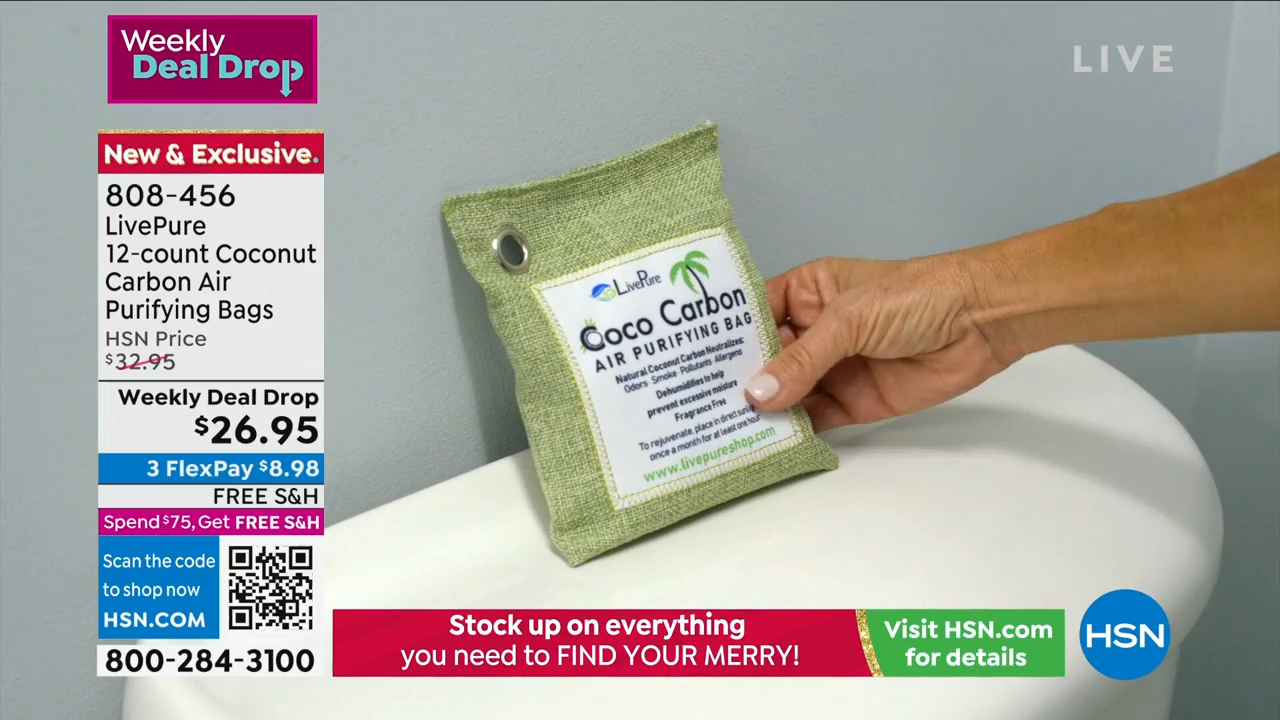 Weekly
Deal Drop
LIVE
New & Exclusive.
808-456
LivePure
12-count Coconut
Carbon Air
Purifying Bags
HSN Price
$32.95
Weekly Deal Drop
$26.95
3 FlexPay $8.98
FREE S&H
Spend $75, Get FREE S&H
Scan the code
to shop now
HSN.COM
800-284-3100
LivePure
Coco Carbon
AIR PURIFYING BAG
Natural Coconut Carbon Neutralizes:
Odors Smoke Pollutants Allergens
Dehumidifies to help
prevent excessive moisture
Fragrance Free
To rejuvenate, place in direct
once a month for at least one hour
www.livepureshop.com
Stock up on everything
you need to FIND YOUR MERRY!
Visit HSN.com
for details
HSN